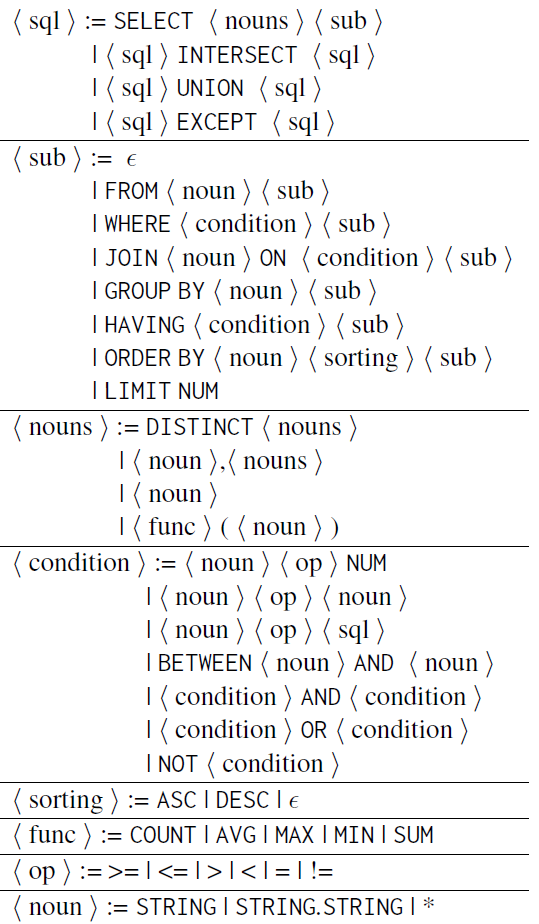 ⟨ sql ⟩ := SELECT ⟨ nouns ⟩⟨ sub ⟩
| ⟨ sql ⟩ INTERSECT ⟨ sql ⟩
| ⟨ sql ⟩ UNION ⟨ sql ⟩
| ⟨ sql ⟩ EXCEPT ⟨ sql ⟩
⟨ sub ⟩ := ϵ
| FROM ⟨ noun ⟩⟨ sub ⟩
| WHERE ⟨ condition ⟩⟨ sub ⟩
| JOIN ⟨ noun ⟩ ON ⟨ condition ⟩⟨ sub ⟩
| GROUP BY ⟨ noun ⟩⟨ sub ⟩
| HAVING ⟨ condition ⟩⟨ sub ⟩
| ORDER BY ⟨ noun ⟩⟨ sorting ⟩⟨ sub ⟩
| LIMIT NUM
⟨ nouns ⟩ := DISTINCT ⟨ nouns ⟩
| ⟨ noun ⟩,⟨ nouns ⟩
| ⟨ noun ⟩
| ⟨ func ⟩ ( ⟨ noun ⟩ )
⟨ condition ⟩ := ⟨ noun ⟩⟨ op ⟩ NUM
| ⟨ noun ⟩⟨ op ⟩⟨ noun ⟩
| ⟨ noun ⟩⟨ op ⟩⟨ sql ⟩
| BETWEEN ⟨ noun ⟩ AND ⟨ noun ⟩
| ⟨ condition ⟩ AND ⟨ condition ⟩
| ⟨ condition ⟩ OR ⟨ condition ⟩
| NOT ⟨ condition ⟩
⟨ sorting ⟩ := ASC | DESC | ϵ
⟨ func ⟩ := COUNT | AVG | MAX | MIN | SUM
⟨ op ⟩ := >= | <= | > | < | = | !=
⟨ noun ⟩ := STRING | STRING.STRING | *